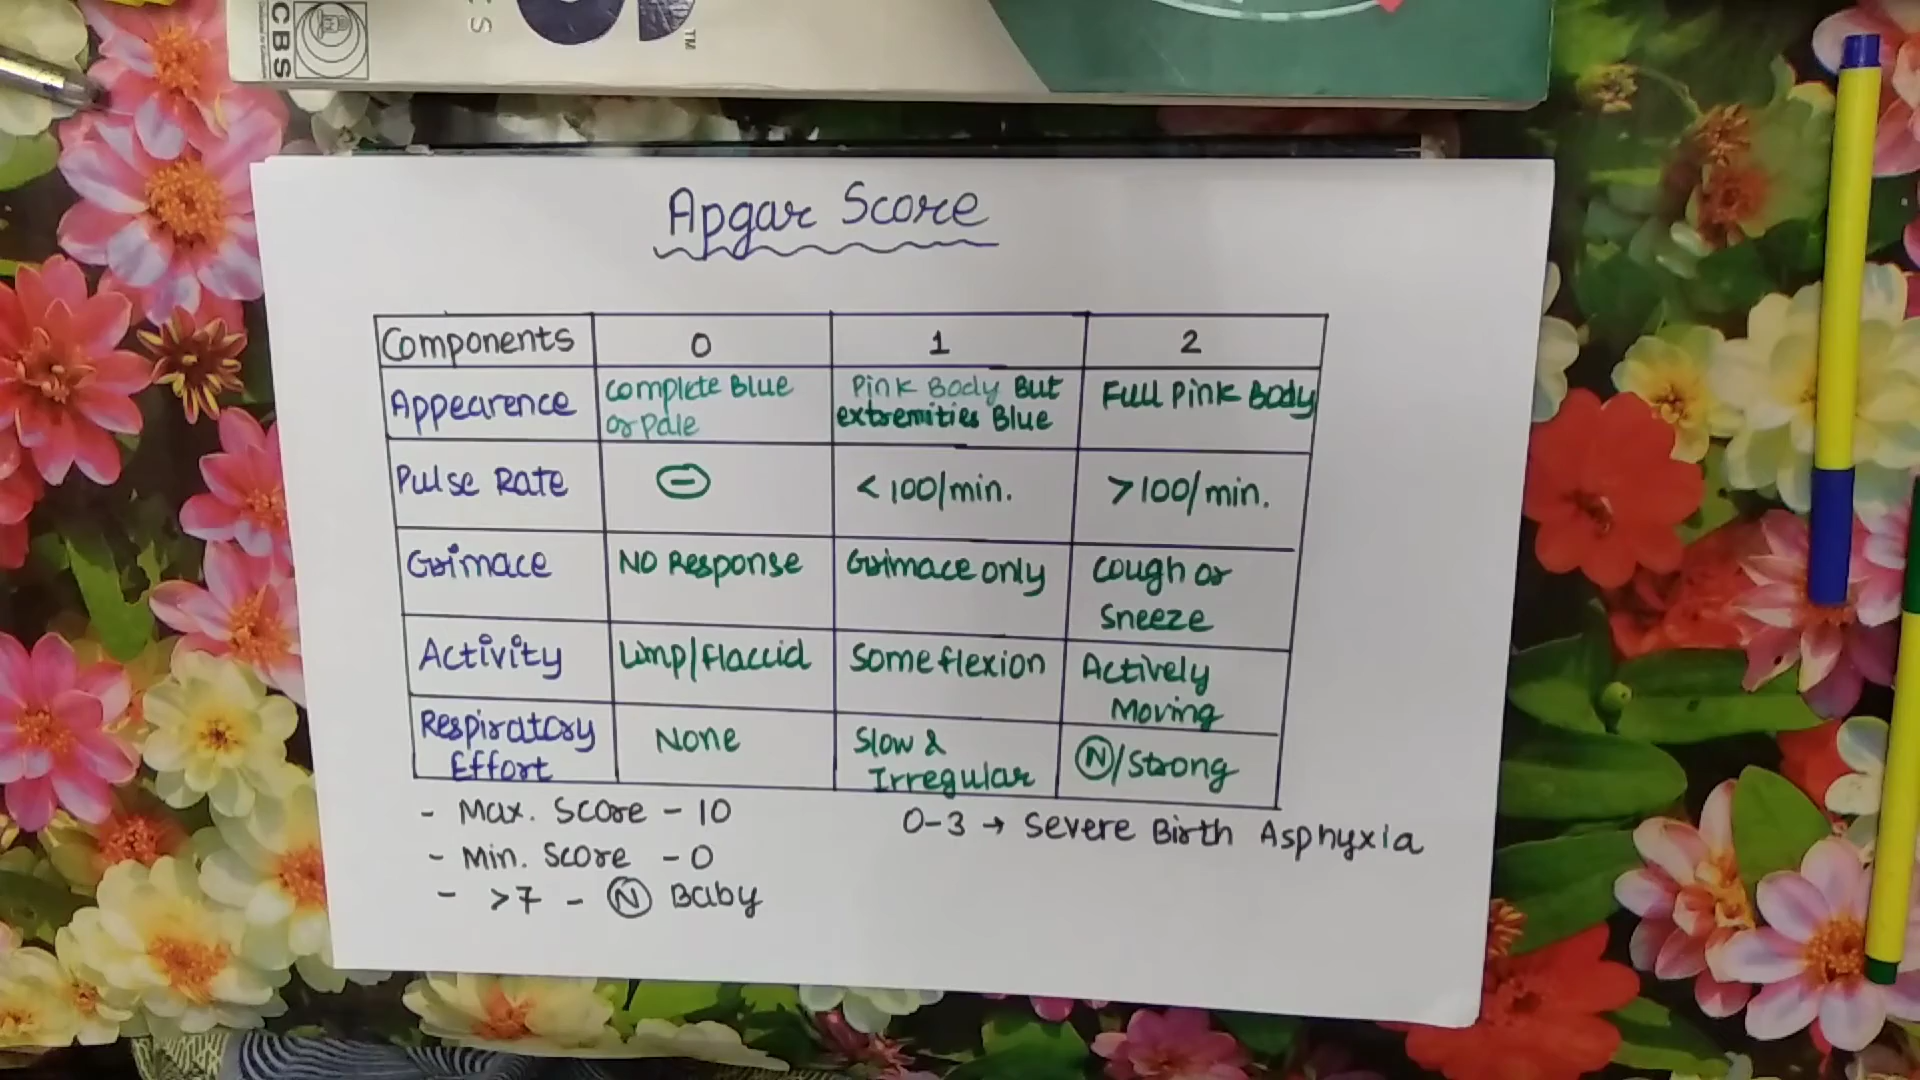 CBS
CS
TM
Apgar Score
Components 0 1 2
Appearence Complete Blue or Pale Pink Body But extremities Blue Full Pink Body
Pulse Rate ⊖ <100/min. >100/min.
Grimace No Response Grimace only Cough or Sneeze
Activity Limp/Flaccid Some flexion Actively Moving
Respiratory Effort None Slow & Irregular Ⓝ/Strong
- Max. Score - 10
- Min. Score - 0
- >7 - Ⓝ Baby
0-3 → Severe Birth Asphyxia